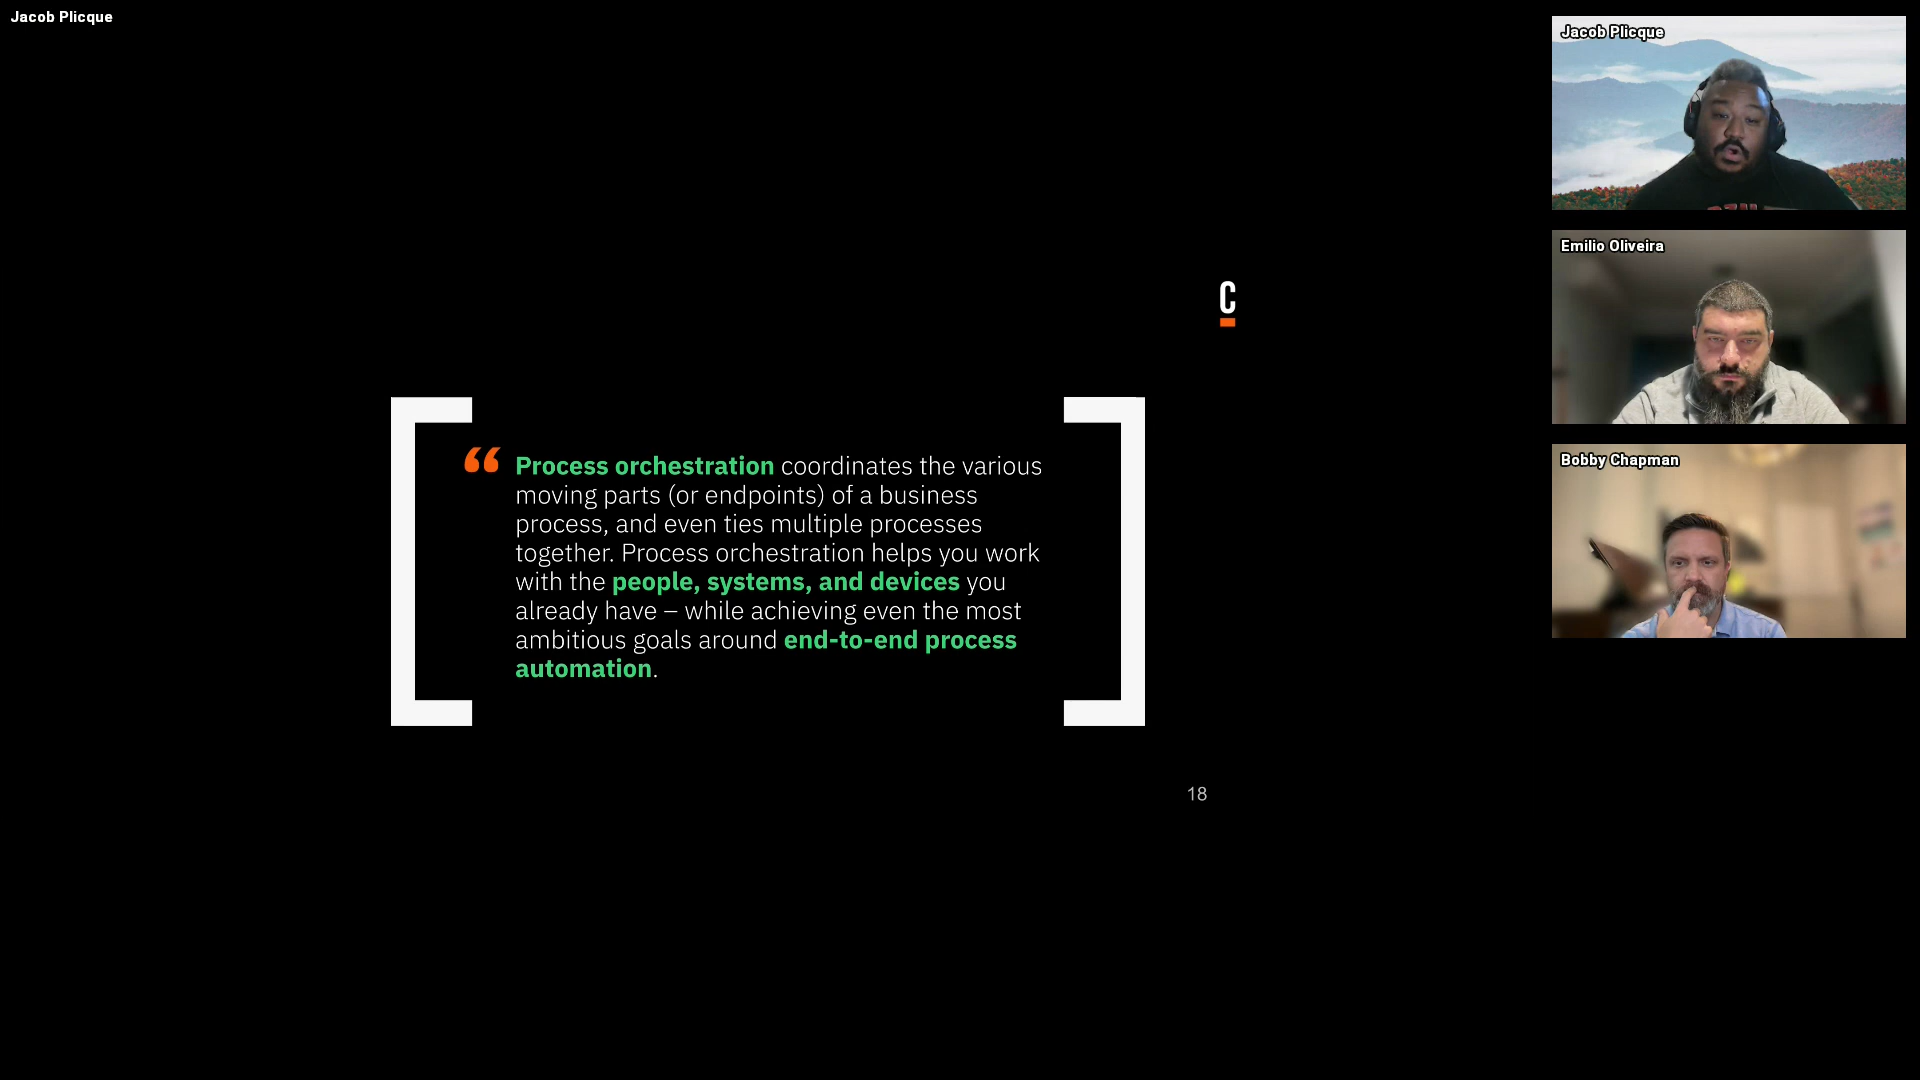 Jacob Plicque
Jacob Plicque
Emilio Oliveira
Bobby Chapman
C
“ Process orchestration coordinates the various
moving parts (or endpoints) of a business
process, and even ties multiple processes
together. Process orchestration helps you work
with the people, systems, and devices you
already have – while achieving even the most
ambitious goals around end-to-end process
automation.
18